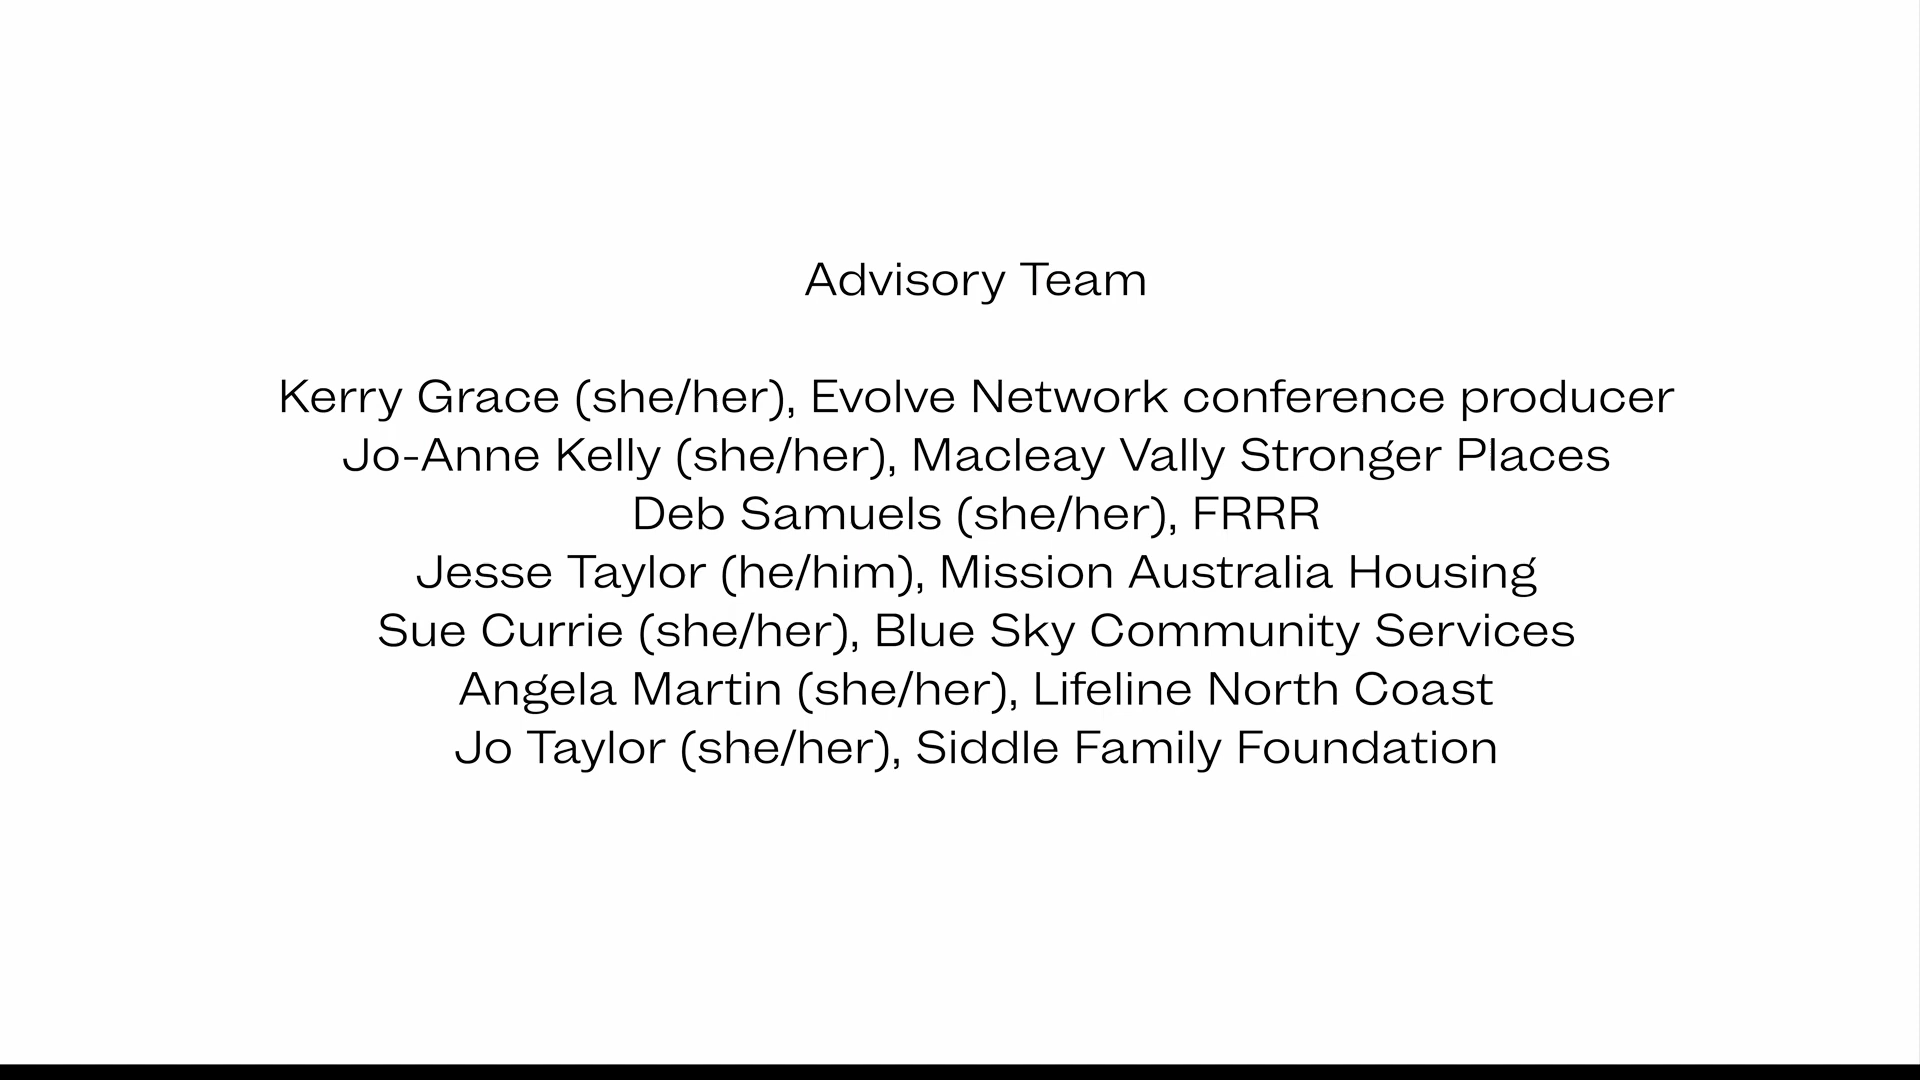 Advisory Team
Kerry Grace (she/her), Evolve Network conference producer
Jo-Anne Kelly (she/her), Macleay Vally Stronger Places
Deb Samuels (she/her), FRRR
Jesse Taylor (he/him), Mission Australia Housing
Sue Currie (she/her), Blue Sky Community Services
Angela Martin (she/her), Lifeline North Coast
Jo Taylor (she/her), Siddle Family Foundation